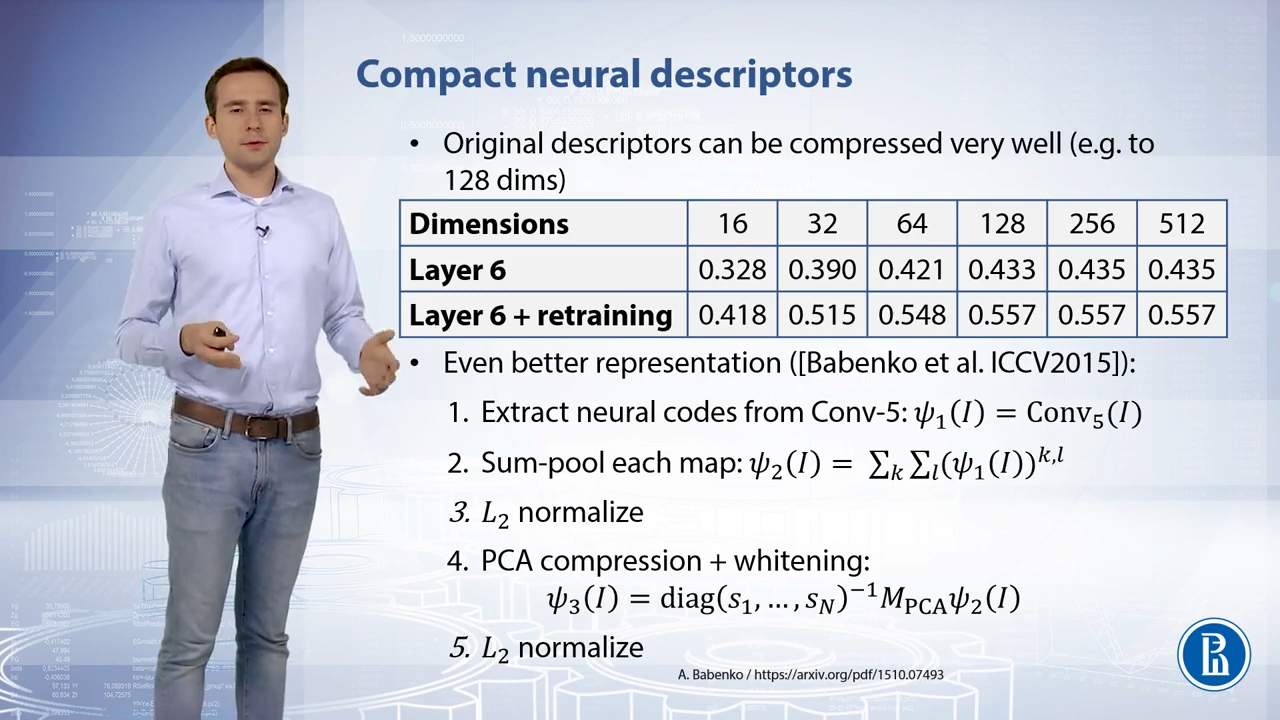 Compact neural descriptors
• Original descriptors can be compressed very well (e.g. to
128 dims)
Dimensions 16 32 64 128 256 512
Layer 6 0.328 0.390 0.421 0.433 0.435 0.435
Layer 6 + retraining 0.418 0.515 0.548 0.557 0.557 0.557
• Even better representation ([Babenko et al. ICCV2015]):
1. Extract neural codes from Conv-5: ψ₁(I) = Conv₅(I)
2. Sum-pool each map: ψ₂(I) = ∑ₖ ∑ₗ(ψ₁(I))^{k,l}
3. L₂ normalize
4. PCA compression + whitening:
ψ₃(I) = diag(s₁, … , s_N)⁻¹M_PCAψ₂(I)
5. L₂ normalize
A. Babenko / https://arxiv.org/pdf/1510.07493